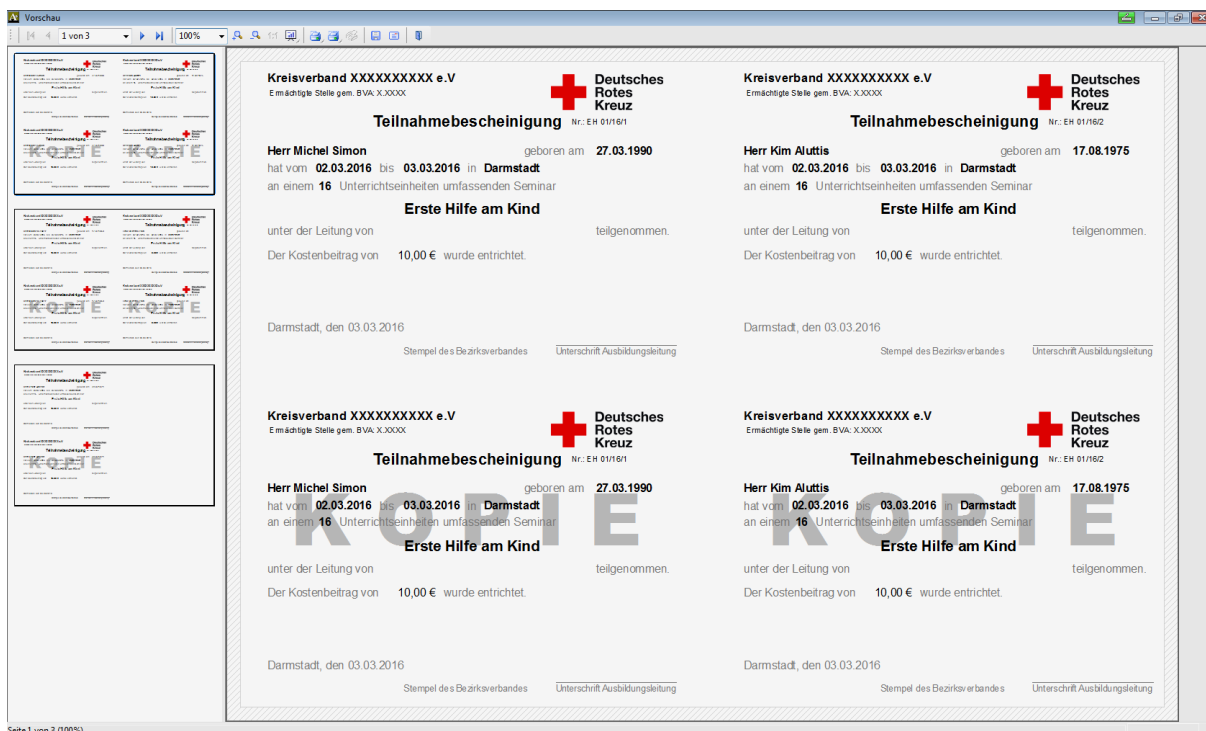 Vorschau
1 von 3
100%
Kreisverband XXXXXXXXXX e.V
Ermächtigte Stelle gem. BVA: X.XXXX
Deutsches
Rotes
Kreuz
Teilnahmebescheinigung Nr.: EH 01/16/1
Herr Michel Simon geboren am 27.03.1990
hat vom 02.03.2016 bis 03.03.2016 in Darmstadt
an einem 16 Unterrichtseinheiten umfassenden Seminar
Erste Hilfe am Kind
unter der Leitung von teilgenommen.
Der Kostenbeitrag von 10,00 € wurde entrichtet.
Darmstadt, den 03.03.2016
Stempel des Bezirksverbandes Unterschrift Ausbildungsleitung
Kreisverband XXXXXXXXXX e.V
Ermächtigte Stelle gem. BVA: X.XXXX
Deutsches
Rotes
Kreuz
Teilnahmebescheinigung Nr.: EH 01/16/2
Herr Kim Aluttis geboren am 17.08.1975
hat vom 02.03.2016 bis 03.03.2016 in Darmstadt
an einem 16 Unterrichtseinheiten umfassenden Seminar
Erste Hilfe am Kind
unter der Leitung von teilgenommen.
Der Kostenbeitrag von 10,00 € wurde entrichtet.
Darmstadt, den 03.03.2016
Stempel des Bezirksverbandes Unterschrift Ausbildungsleitung
Kreisverband XXXXXXXXXX e.V
Ermächtigte Stelle gem. BVA: X.XXXX
Deutsches
Rotes
Kreuz
Teilnahmebescheinigung Nr.: EH 01/16/1
Herr Michel Simon geboren am 27.03.1990
hat vom 02.03.2016 bis 03.03.2016 in Darmstadt
KOPIE
an einem 16 Unterrichtseinheiten umfassenden Seminar
Erste Hilfe am Kind
unter der Leitung von teilgenommen.
Der Kostenbeitrag von 10,00 € wurde entrichtet.
Darmstadt, den 03.03.2016
Stempel des Bezirksverbandes Unterschrift Ausbildungsleitung
Kreisverband XXXXXXXXXX e.V
Ermächtigte Stelle gem. BVA: X.XXXX
Deutsches
Rotes
Kreuz
Teilnahmebescheinigung Nr.: EH 01/16/2
Herr Kim Aluttis geboren am 17.08.1975
hat vom 02.03.2016 bis 03.03.2016 in Darmstadt
KOPIE
an einem 16 Unterrichtseinheiten umfassenden Seminar
Erste Hilfe am Kind
unter der Leitung von teilgenommen.
Der Kostenbeitrag von 10,00 € wurde entrichtet.
Darmstadt, den 03.03.2016
Stempel des Bezirksverbandes Unterschrift Ausbildungsleitung
Seite 1 von 3 (100%)